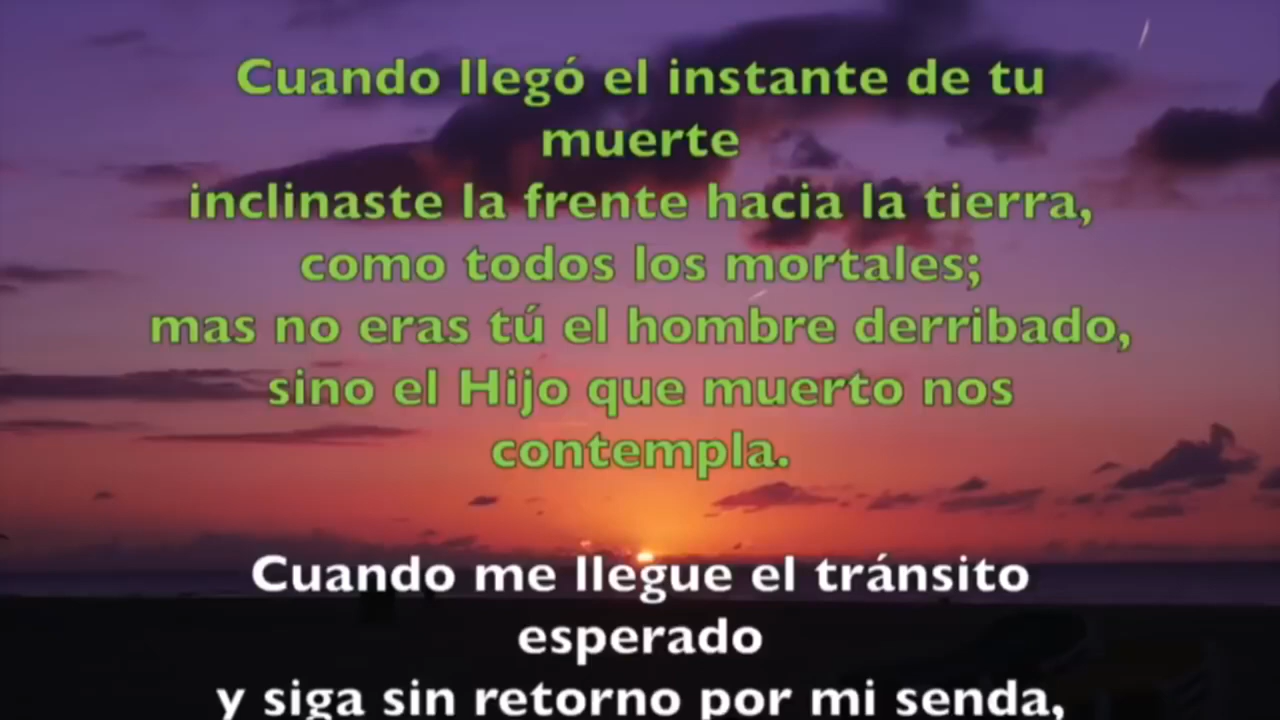 Cuando llegó el instante de tu
muerte
inclinaste la frente hacia la tierra,
como todos los mortales;
mas no eras tú el hombre derribado,
sino el Hijo que muerto nos
contempla.
Cuando me llegue el tránsito
esperado
y siga sin retorno por mi senda,